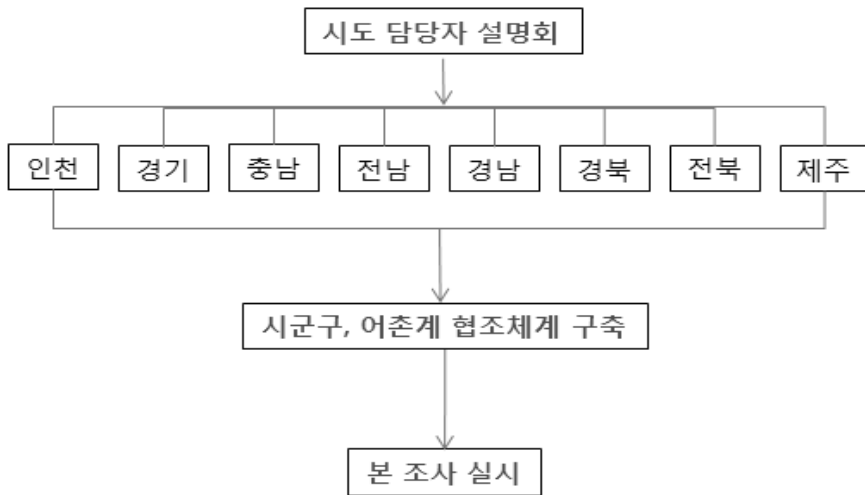 시도 담당자 설명회
인천 경기 충남 전남 경남 경북 전북 제주
시군구, 어촌계 협조체계 구축
본 조사 실시